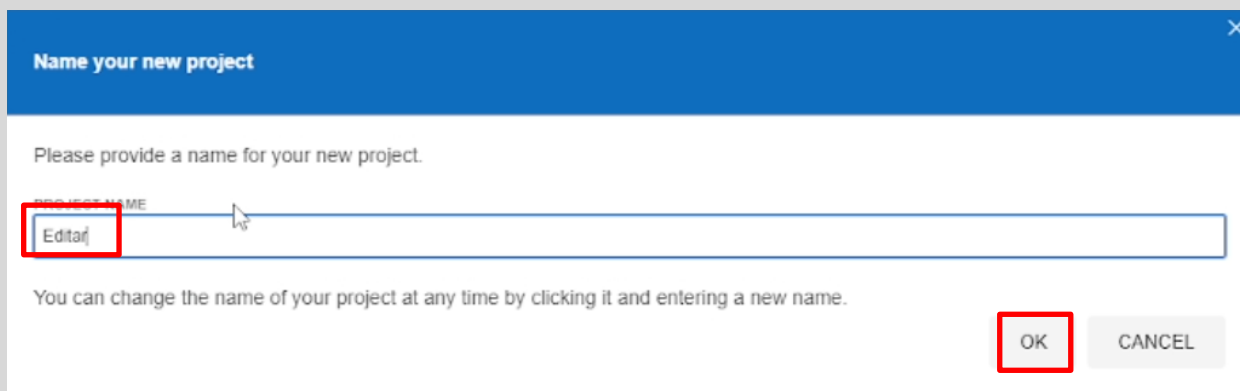 Name your new project
Please provide a name for your new project.
PROJECT NAME
Editar
You can change the name of your project at any time by clicking it and entering a new name.
OK
CANCEL